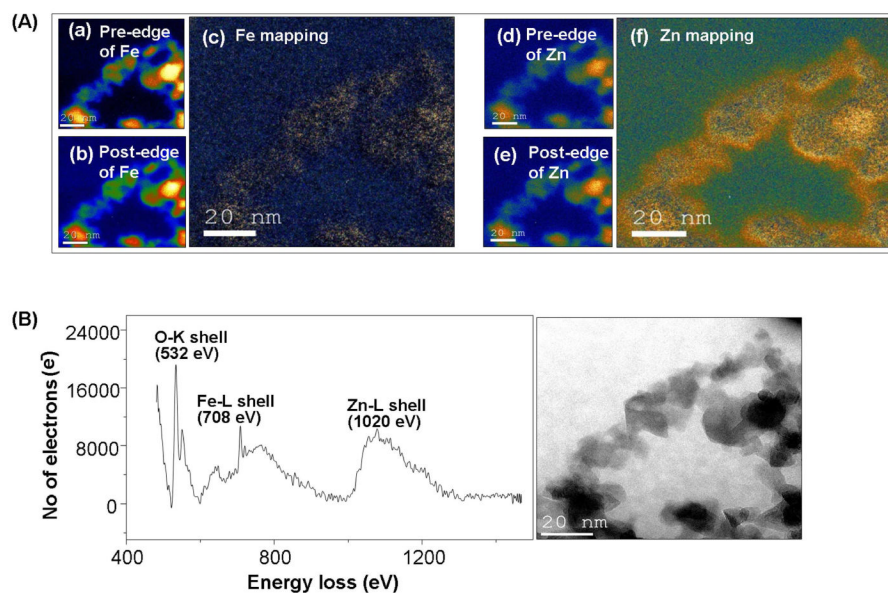 (A)
(a) Pre-edge
of Fe
20 nm
(b) Post-edge
of Fe
20 nm
(c) Fe mapping
20 nm
(d) Pre-edge
of Zn
20 nm
(e) Post-edge
of Zn
20 nm
(f) Zn mapping
20 nm
(B)
No of electrons (e)
24000
16000
8000
0
O-K shell
(532 eV)
Fe-L shell
(708 eV)
Zn-L shell
(1020 eV)
400
800
1200
Energy loss (eV)
20 nm